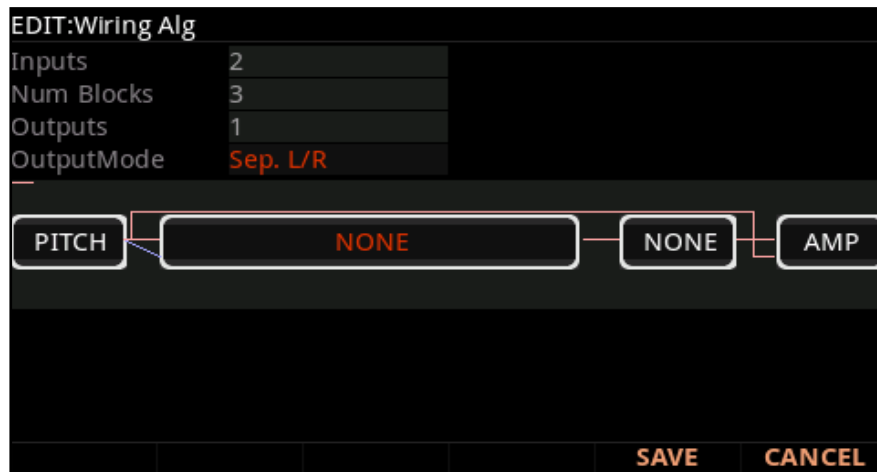 EDIT:Wiring Alg
Inputs 2
Num Blocks 3
Outputs 1
OutputMode Sep. L/R
PITCH NONE NONE AMP
SAVE CANCEL